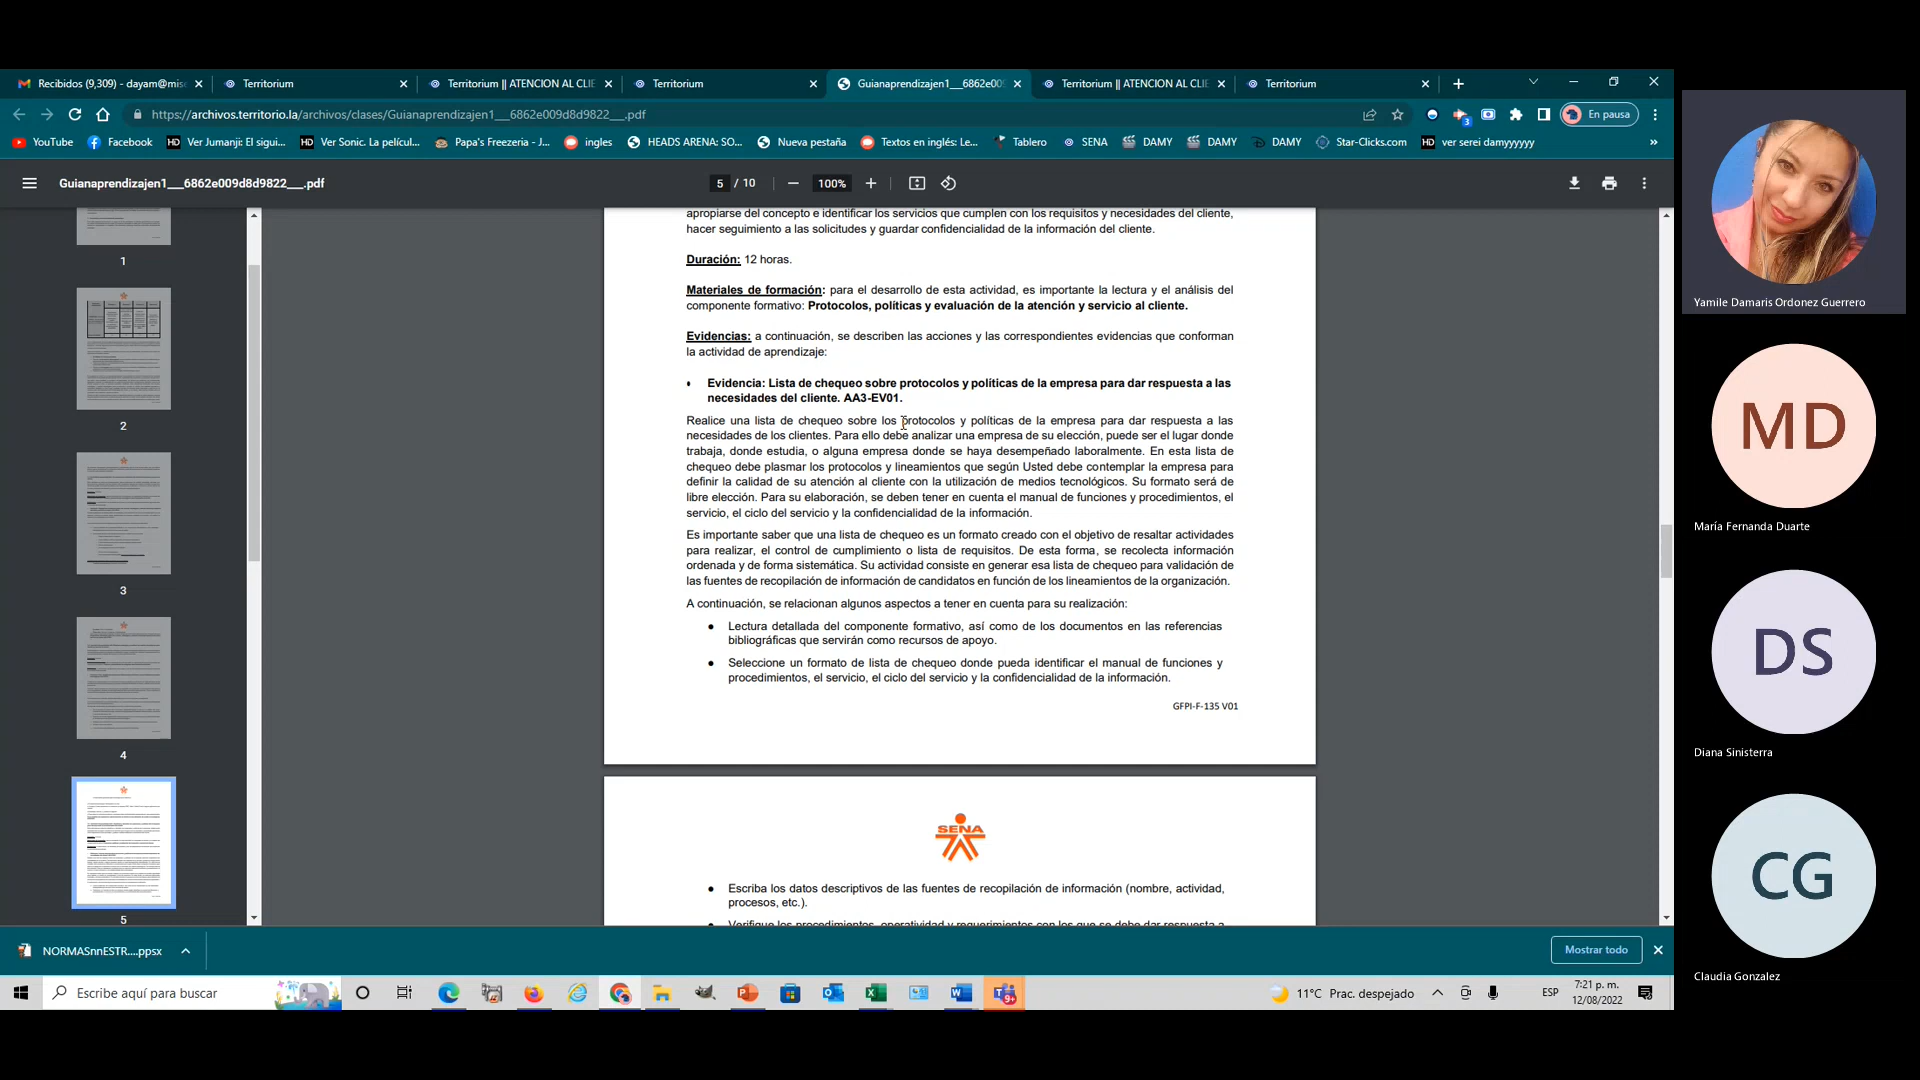 Recibidos (9,309) - dayam@mis
Territorium
Territorium || ATENCION AL CLIE
Territorium
Guianaprendizajen1___6862e00
Territorium || ATENCION AL CLIE
Territorium
https://archivos.territorio.la/archivos/clases/Guianaprendizajen1___6862e009d8d9822___.pdf
En pausa
YouTube
Facebook
Ver Jumanji: El sigui...
Ver Sonic. La pelícu...
Papa's Freezeria - J...
ingles
HEADS ARENA: SO...
Nueva pestaña
Textos en inglés: Le...
Tablero
SENA
DAMY
DAMY
DAMY
Star-Clicks.com
ver serei damyyyyyy
»
Guianaprendizajen1___6862e009d8d9822___.pdf
5 / 10
100%
1
2
3
4
5
apropiarse del concepto e identificar los servicios que cumplen con los requisitos y necesidades del cliente,
hacer seguimiento a las solicitudes y guardar confidencialidad de la información del cliente.
Duración: 12 horas.
Materiales de formación: para el desarrollo de esta actividad, es importante la lectura y el análisis del
componente formativo: Protocolos, políticas y evaluación de la atención y servicio al cliente.
Evidencias: a continuación, se describen las acciones y las correspondientes evidencias que conforman
la actividad de aprendizaje:
• Evidencia: Lista de chequeo sobre protocolos y políticas de la empresa para dar respuesta a las
necesidades del cliente. AA3-EV01.
Realice una lista de chequeo sobre los protocolos y políticas de la empresa para dar respuesta a las
necesidades de los clientes. Para ello debe analizar una empresa de su elección, puede ser el lugar donde
trabaja, donde estudia, o alguna empresa donde se haya desempeñado laboralmente. En esta lista de
chequeo debe plasmar los protocolos y lineamientos que según Usted debe contemplar la empresa para
definir la calidad de su atención al cliente con la utilización de medios tecnológicos. Su formato será de
libre elección. Para su elaboración, se deben tener en cuenta el manual de funciones y procedimientos, el
servicio, el ciclo del servicio y la confidencialidad de la información.
Es importante saber que una lista de chequeo es un formato creado con el objetivo de resaltar actividades
para realizar, el control de cumplimiento o lista de requisitos. De esta forma, se recolecta información
ordenada y de forma sistemática. Su actividad consiste en generar esa lista de chequeo para validación de
las fuentes de recopilación de información de candidatos en función de los lineamientos de la organización.
A continuación, se relacionan algunos aspectos a tener en cuenta para su realización:
● Lectura detallada del componente formativo, así como de los documentos en las referencias
bibliográficas que servirán como recursos de apoyo.
● Seleccione un formato de lista de chequeo donde pueda identificar el manual de funciones y
procedimientos, el servicio, el ciclo del servicio y la confidencialidad de la información.
GFPI-F-135 V01
SENA
● Escriba los datos descriptivos de las fuentes de recopilación de información (nombre, actividad,
procesos, etc.).
● Verifique los procedimientos, operatividad y requerimientos con los que se debe dar respuesta a
NORMASnnESTR....ppsx
Mostrar todo
Escribe aquí para buscar
11°C Prac. despejado
ESP
7:21 p. m.
12/08/2022
Yamile Damaris Ordonez Guerrero
MD
María Fernanda Duarte
DS
Diana Sinisterra
CG
Claudia Gonzalez